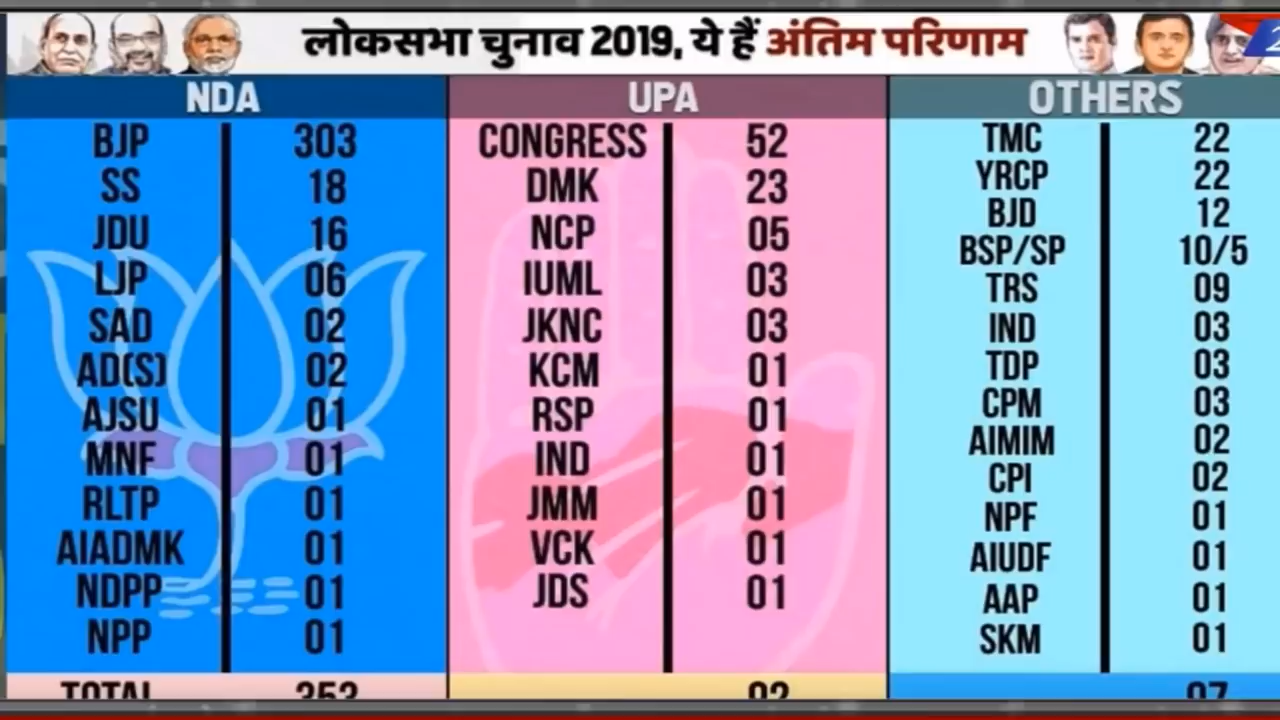 लोकसभा चुनाव 2019, ये हैं अंतिम परिणाम
NDA
BJP 303
SS 18
JDU 16
LJP 06
SAD 02
AD(S) 02
AJSU 01
MNF 01
RLTP 01
AIADMK 01
NDPP 01
NPP 01
TOTAL
UPA
CONGRESS 52
DMK 23
NCP 05
IUML 03
JKNC 03
KCM 01
RSP 01
IND 01
JMM 01
VCK 01
JDS 01
OTHERS
TMC 22
YRCP 22
BJD 12
BSP/SP 10/5
TRS 09
IND 03
TDP 03
CPM 03
AIMIM 02
CPI 02
NPF 01
AIUDF 01
AAP 01
SKM 01